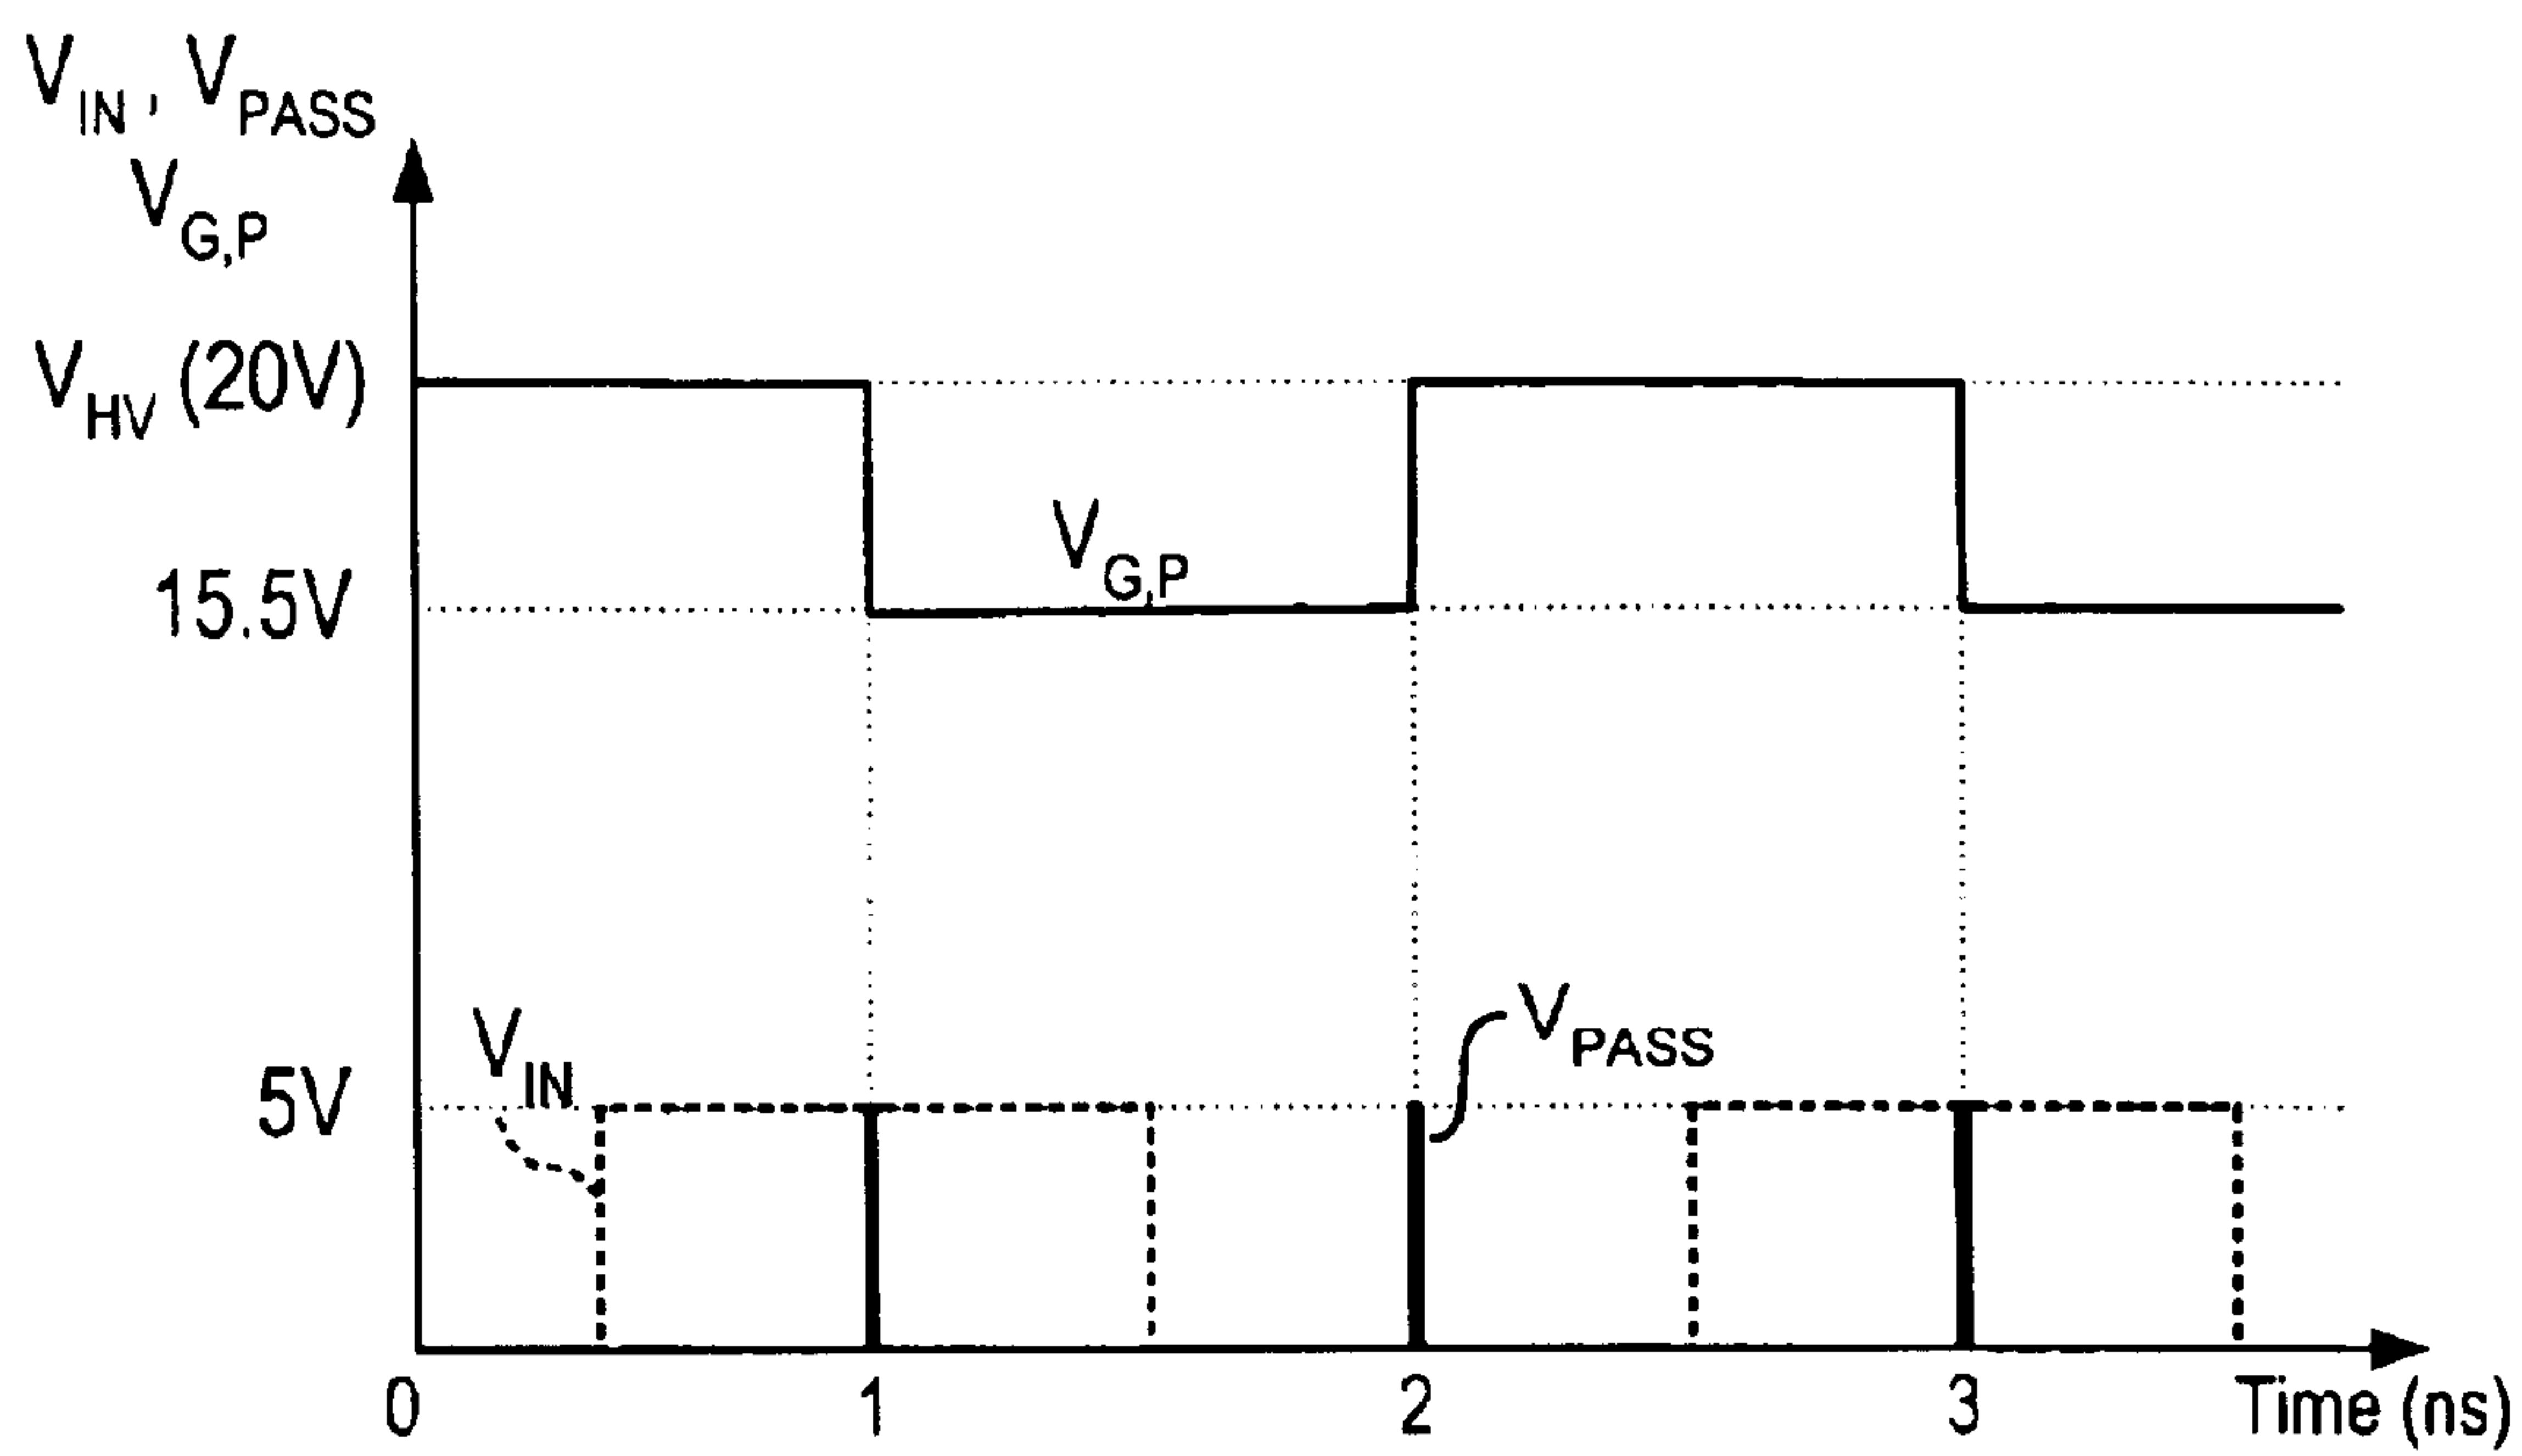 V_IN, V_PASS
V_G,P
V_HV (20V)
15.5V
V_G,P
V_IN
V_PASS
5V
0 1 2 3 Time (ns)